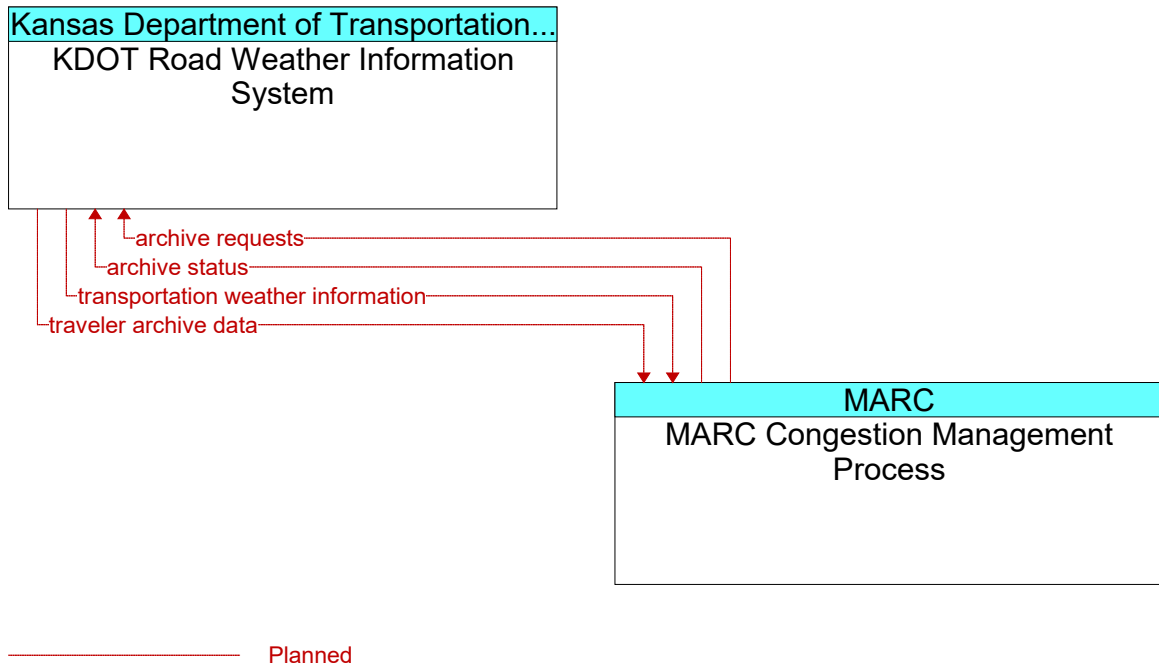 Kansas Department of Transportation...
KDOT Road Weather Information
System
archive requests
archive status
transportation weather information
traveler archive data
MARC
MARC Congestion Management
Process
Planned